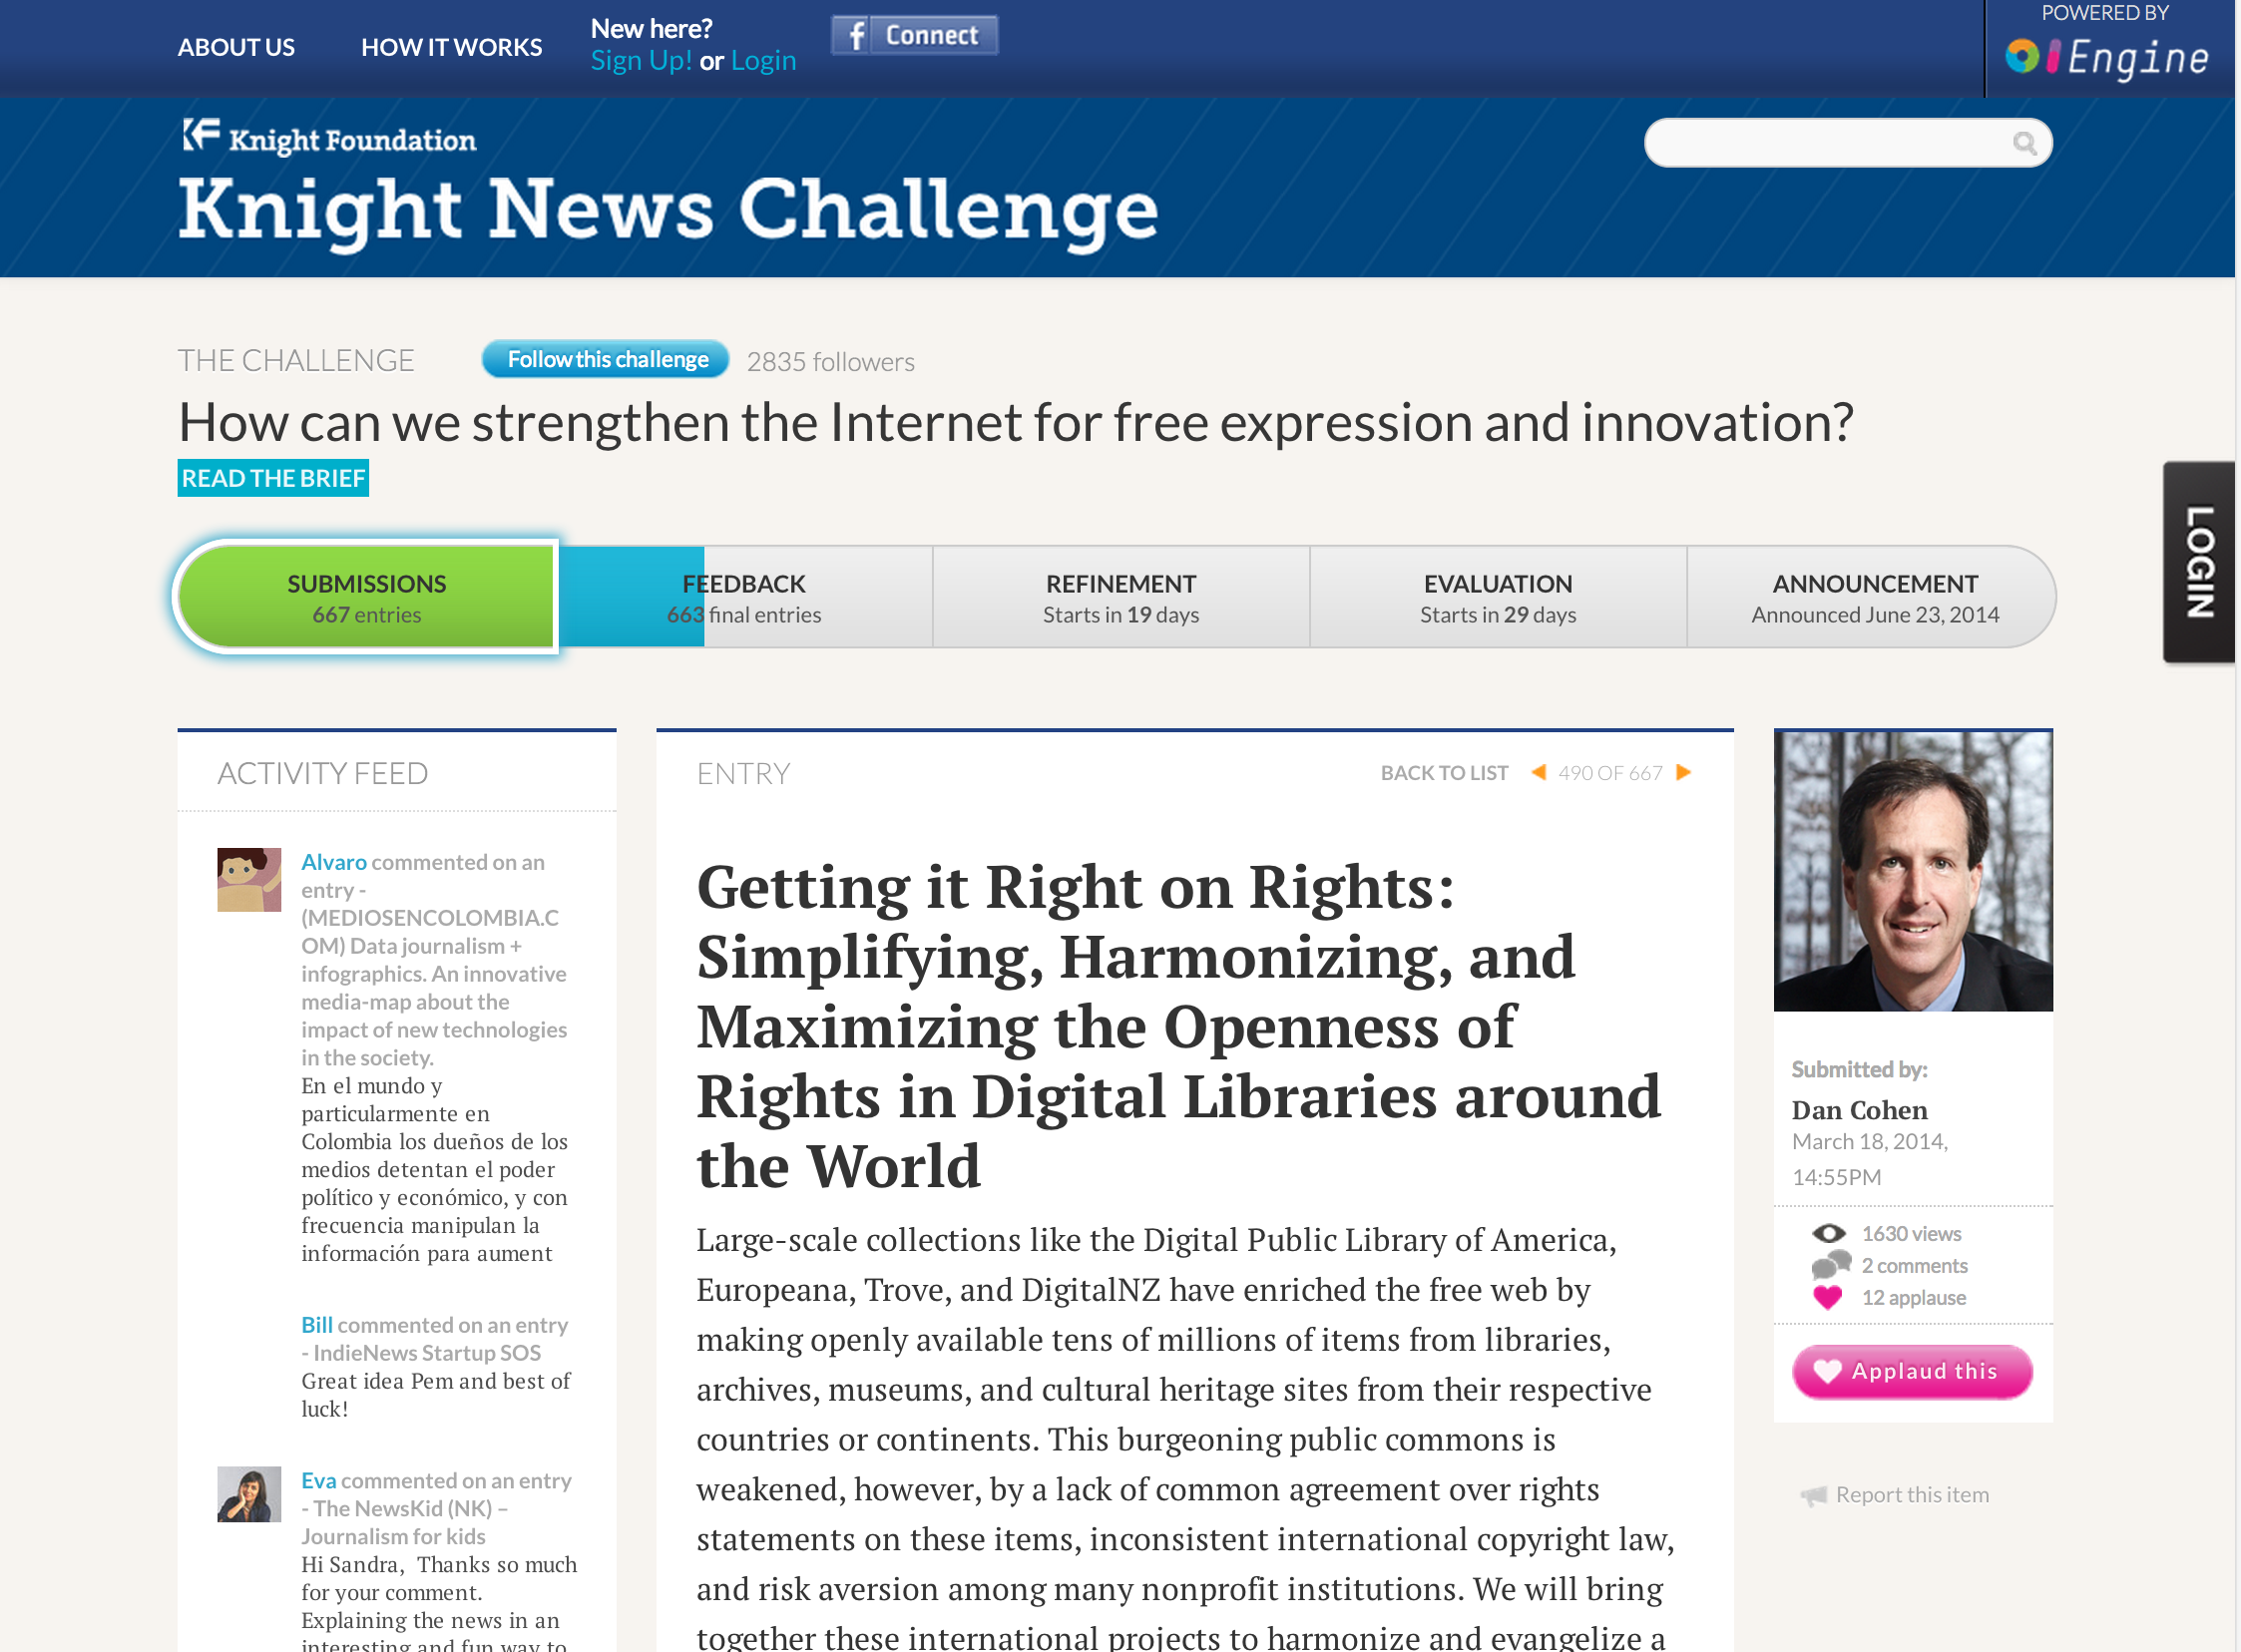 ABOUT US
HOW IT WORKS
New here?
Sign Up! or Login
f Connect
POWERED BY
Engine
KF Knight Foundation
Knight News Challenge
THE CHALLENGE
Follow this challenge
2835 followers
How can we strengthen the Internet for free expression and innovation?
READ THE BRIEF
LOGIN
SUBMISSIONS
667 entries
FEEDBACK
663 final entries
REFINEMENT
Starts in 19 days
EVALUATION
Starts in 29 days
ANNOUNCEMENT
Announced June 23, 2014
ACTIVITY FEED
Alvaro commented on an
entry -
(MEDIOSENCOLOMBIA.C
OM) Data journalism +
infographics. An innovative
media-map about the
impact of new technologies
in the society.
En el mundo y
particularmente en
Colombia los dueños de los
medios detentan el poder
político y económico, y con
frecuencia manipulan la
información para aument
Bill commented on an entry
- IndieNews Startup SOS
Great idea Pem and best of
luck!
Eva commented on an entry
- The NewsKid (NK) –
Journalism for kids
Hi Sandra,  Thanks so much
for your comment.
Explaining the news in an
interesting and fun way to
ENTRY
BACK TO LIST
490 OF 667
Getting it Right on Rights:
Simplifying, Harmonizing, and
Maximizing the Openness of
Rights in Digital Libraries around
the World
Large-scale collections like the Digital Public Library of America,
Europeana, Trove, and DigitalNZ have enriched the free web by
making openly available tens of millions of items from libraries,
archives, museums, and cultural heritage sites from their respective
countries or continents. This burgeoning public commons is
weakened, however, by a lack of common agreement over rights
statements on these items, inconsistent international copyright law,
and risk aversion among many nonprofit institutions. We will bring
together these international projects to harmonize and evangelize a
Submitted by:
Dan Cohen
March 18, 2014,
14:55PM
1630 views
2 comments
12 applause
Applaud this
Report this item